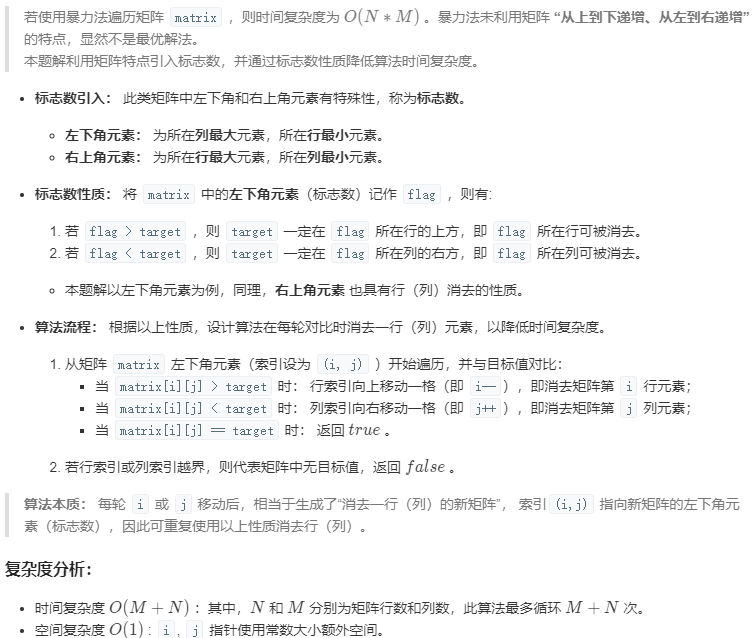 若使用暴力法遍历矩阵 matrix ，则时间复杂度为 O(N∗M) 。暴力法未利用矩阵 “从上到下递增、从左到右递增”
的特点，显然不是最优解法。
本题解利用矩阵特点引入标志数，并通过标志数性质降低算法时间复杂度。
• 标志数引入： 此类矩阵中左下角和右上角元素有特殊性，称为标志数。
◦ 左下角元素： 为所在列最大元素，所在行最小元素。
◦ 右上角元素： 为所在行最大元素，所在列最小元素。
• 标志数性质： 将 matrix 中的左下角元素（标志数）记作 flag ，则有:
1. 若 flag > target ，则 target 一定在 flag 所在行的上方，即 flag 所在行可被消去。
2. 若 flag < target ，则 target 一定在 flag 所在列的右方，即 flag 所在列可被消去。
◦ 本题解以左下角元素为例，同理，右上角元素 也具有行（列）消去的性质。
• 算法流程： 根据以上性质，设计算法在每轮对比时消去一行（列）元素，以降低时间复杂度。
1. 从矩阵 matrix 左下角元素（索引设为 (i, j) ）开始遍历，并与目标值对比：
▪ 当 matrix[i][j] > target 时： 行索引向上移动一格（即 i-- ），即消去矩阵第 i 行元素；
▪ 当 matrix[i][j] < target 时： 列索引向右移动一格（即 j++ ），即消去矩阵第 j 列元素；
▪ 当 matrix[i][j] == target 时： 返回 true 。
2. 若行索引或列索引越界，则代表矩阵中无目标值，返回 false 。
算法本质： 每轮 i 或 j 移动后，相当于生成了“消去一行（列）的新矩阵”， 索引 (i,j) 指向新矩阵的左下角元
素（标志数），因此可重复使用以上性质消去行（列）。
复杂度分析：
• 时间复杂度 O(M + N) ：其中，N 和 M 分别为矩阵行数和列数，此算法最多循环 M + N 次。
• 空间复杂度 O(1) : i , j 指针使用常数大小额外空间。